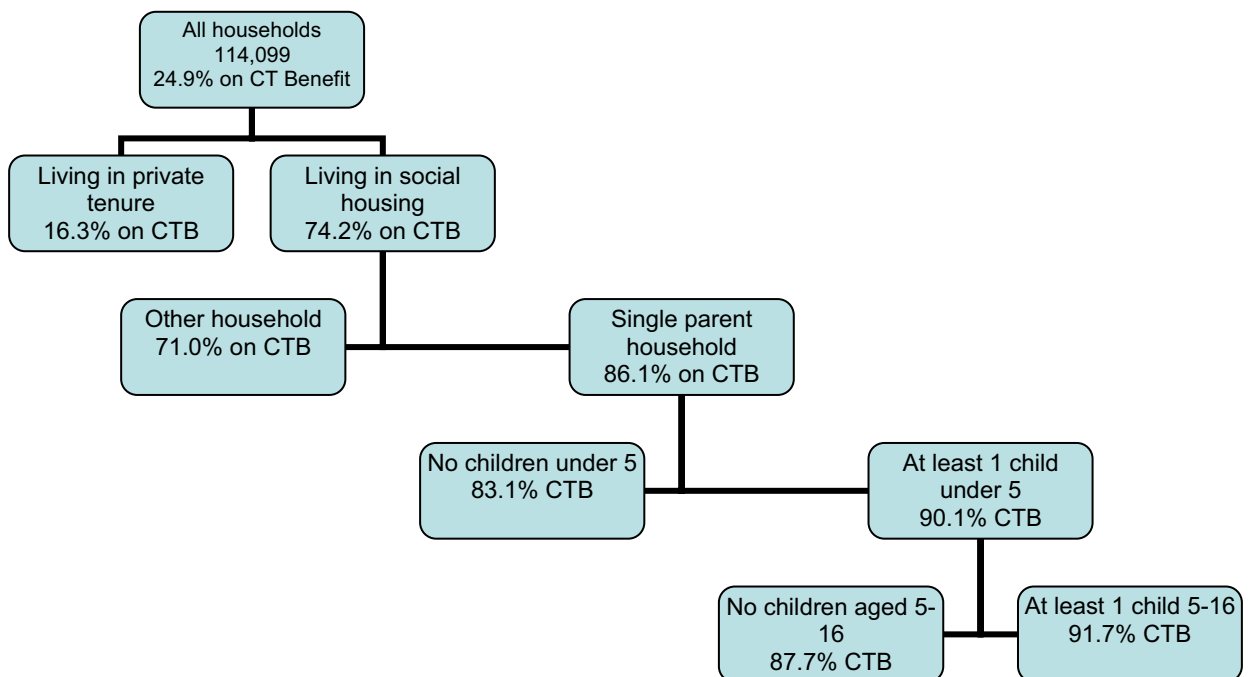 All households
114,099
24.9% on CT Benefit
Living in private
tenure
16.3% on CTB
Living in social
housing
74.2% on CTB
Other household
71.0% on CTB
Single parent
household
86.1% on CTB
No children under 5
83.1% CTB
At least 1 child
under 5
90.1% CTB
No children aged 5-
16
87.7% CTB
At least 1 child 5-16
91.7% CTB